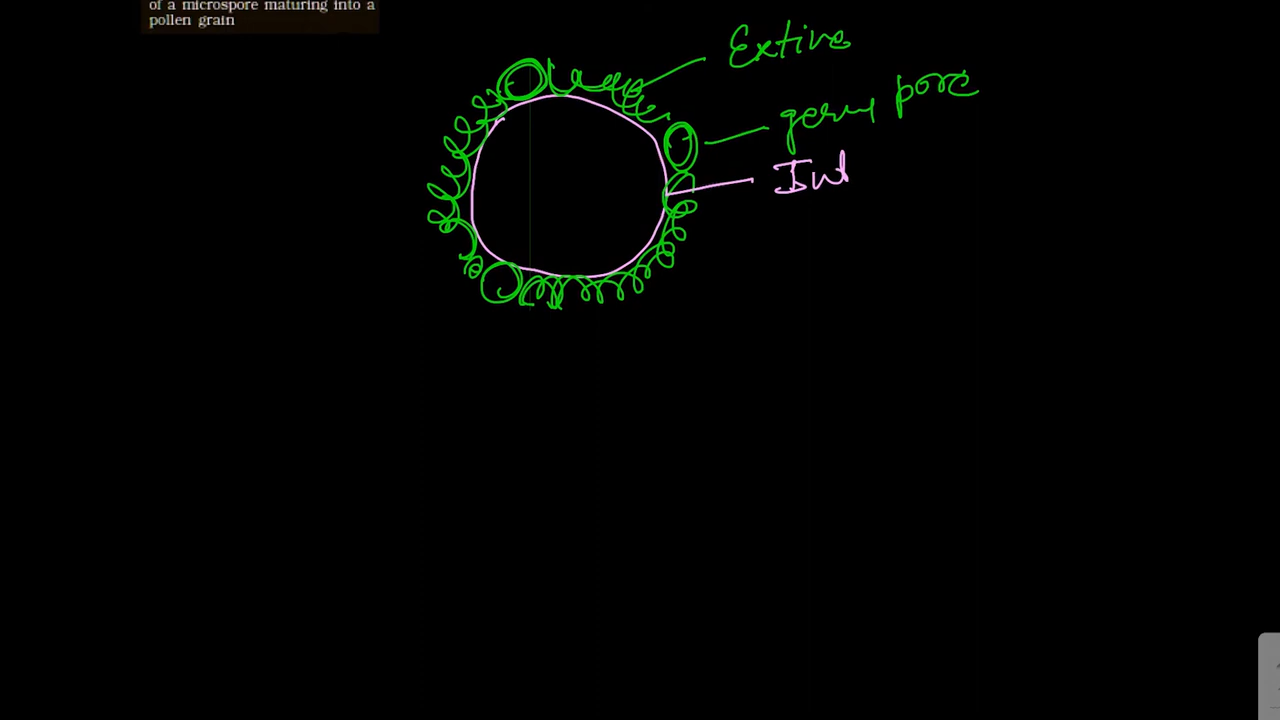 of a microspore maturing into a
pollen grain
Extine
germ pore
Int